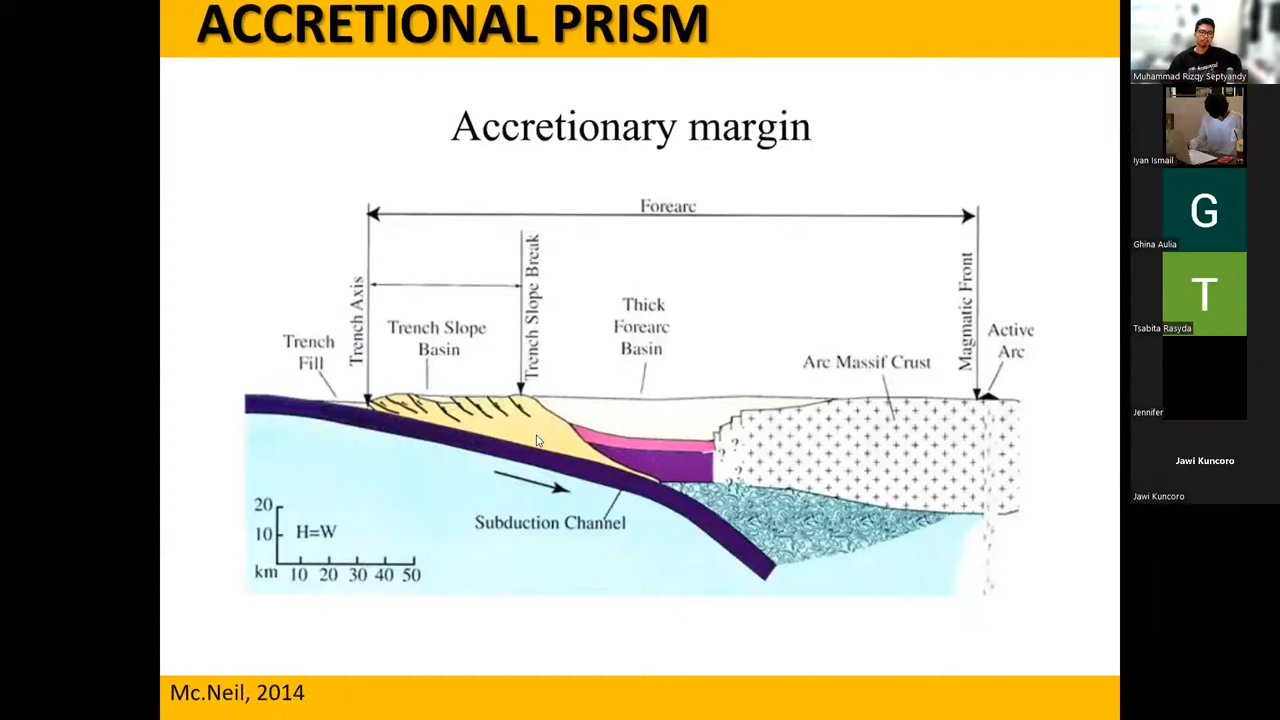 ACCRETIONAL PRISM
Accretionary margin
Forearc
Trench Axis
Trench Slope Break
Magmatic Front
Trench
Fill
Trench Slope
Basin
Thick
Forearc
Basin
Arc Massif Crust
Active
Arc
?
?
?
?
? ?
Subduction Channel
20
10
H=W
km 10 20 30 40 50
Mc.Neil, 2014
Muhammad Rizqy Septyandy
Iyan Ismail
G
Ghina Aulia
T
Tsabita Rasyda
Jennifer
Jawi Kuncoro
Jawi Kuncoro